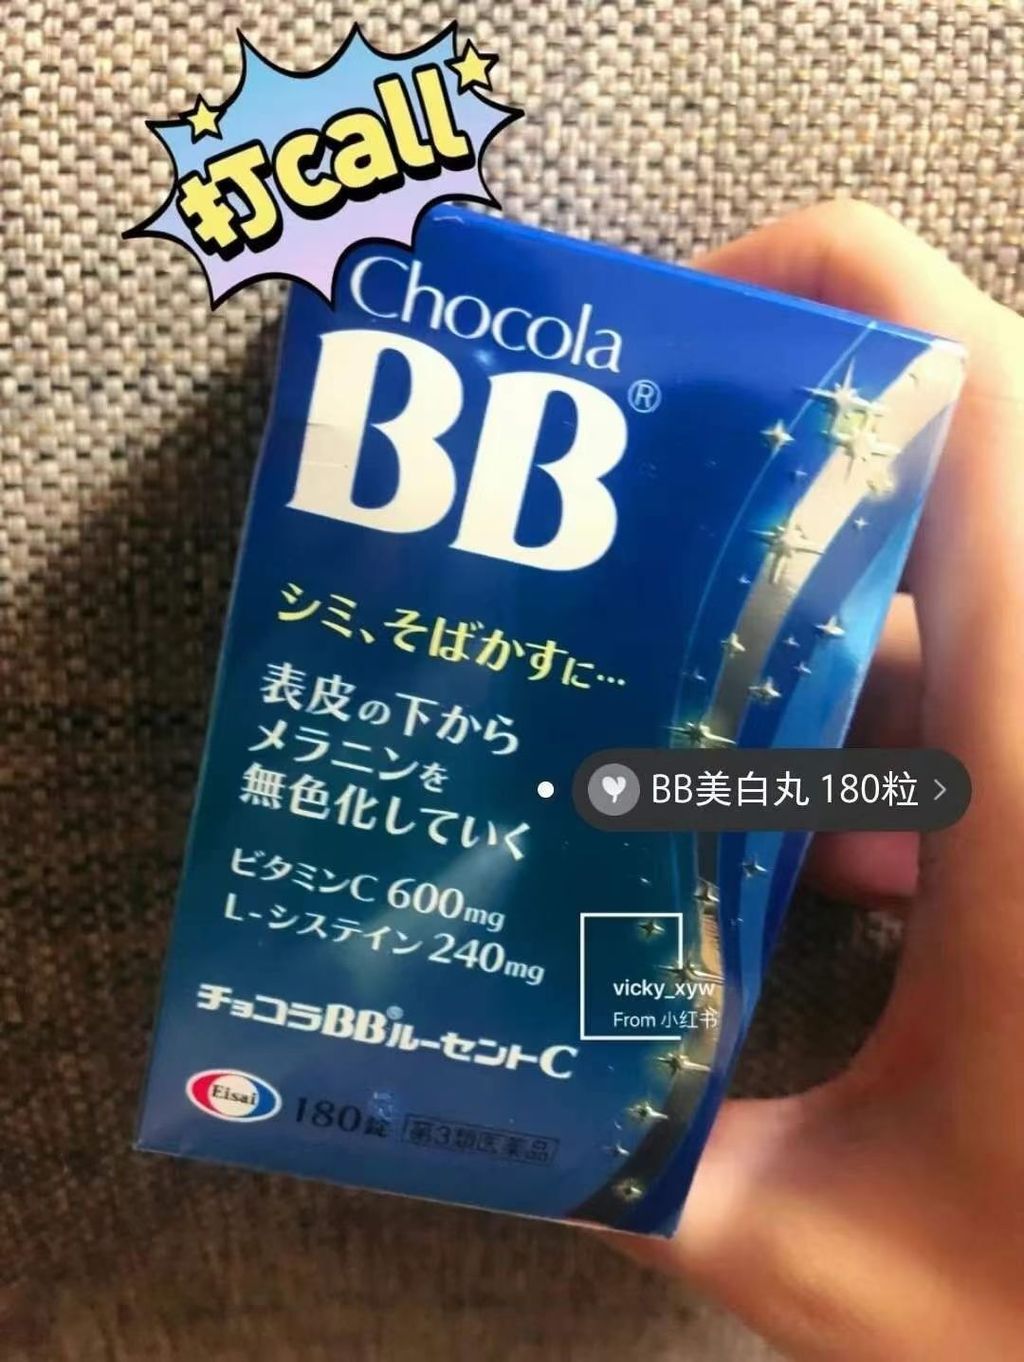 打call
Chocola
BB®
シミ、そばかすに…
表皮の下から
メラニンを
無色化していく
BB美白丸 180粒
ビタミンC 600mg
L-システイン 240mg
vicky_xyw
From 小红书
チョコラBB®ルーセントC
Eisai
180錠 第3類医薬品